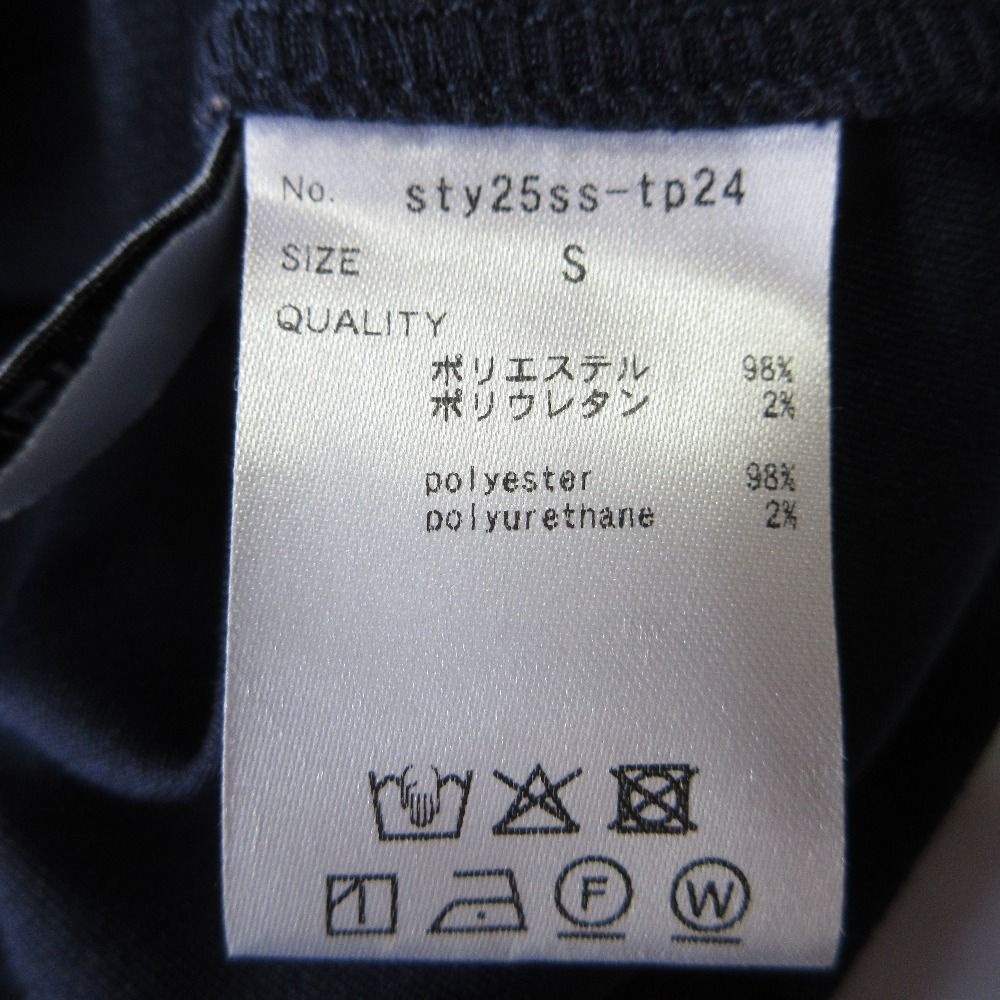 No. sty25ss-tp24
SIZE S
QUALITY
ポリエステル 98%
ポリウレタン 2%
polyester 98%
polyurethane 2%
F W